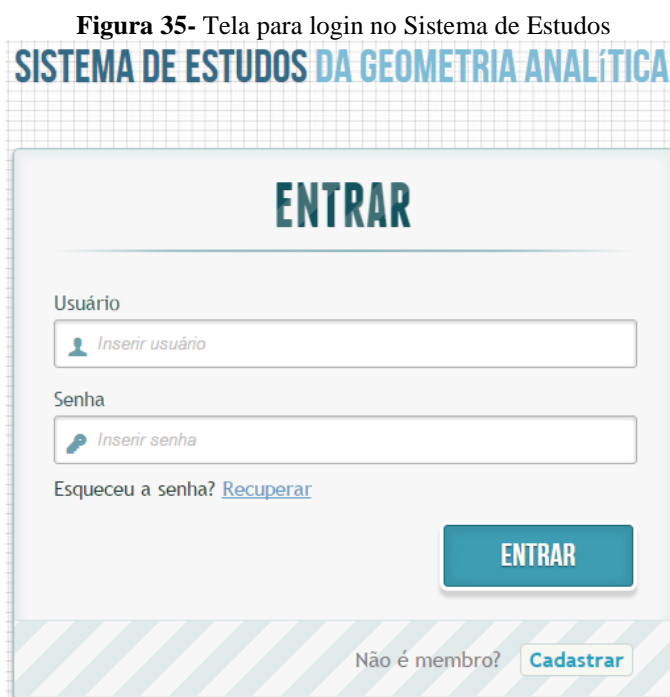 Figura 35- Tela para login no Sistema de Estudos
SISTEMA DE ESTUDOS DA GEOMETRIA ANALíTICA
ENTRAR
Usuário
Inserir usuário
Senha
Inserir senha
Esqueceu a senha? Recuperar
ENTRAR
Não é membro? Cadastrar